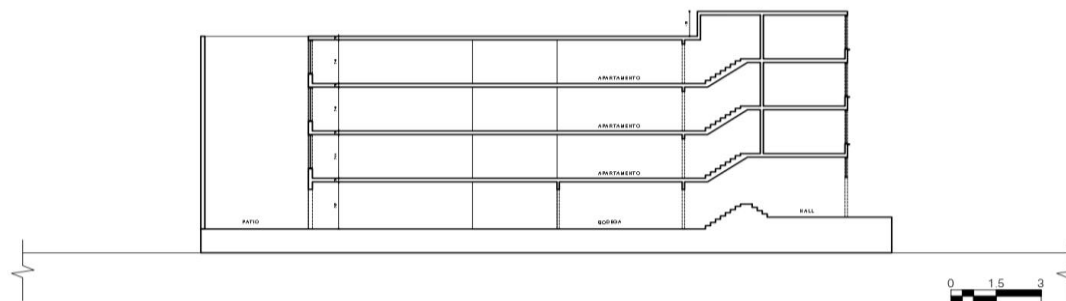 APARTAMENTO
APARTAMENTO
APARTAMENTO
PATIO
BODEGA
HALL
0 1.5 3